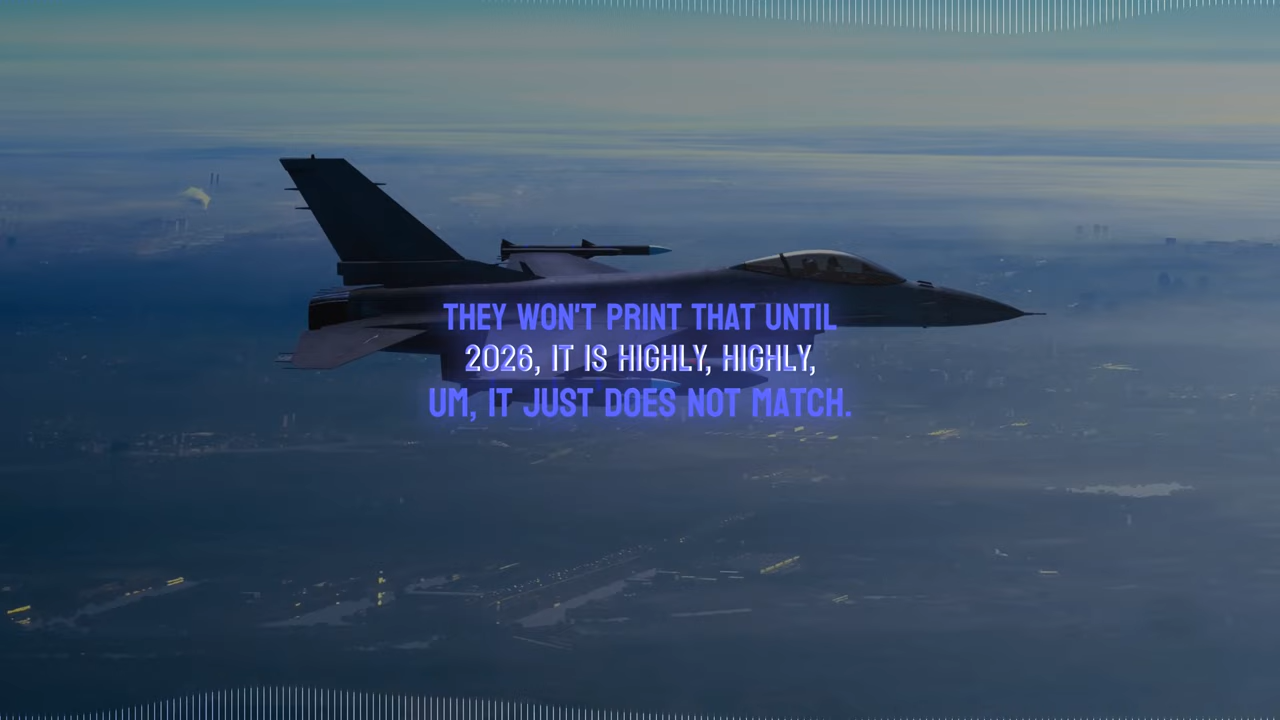 THEY WON'T PRINT THAT UNTIL
2026, IT IS HIGHLY, HIGHLY,
UM, IT JUST DOES NOT MATCH.